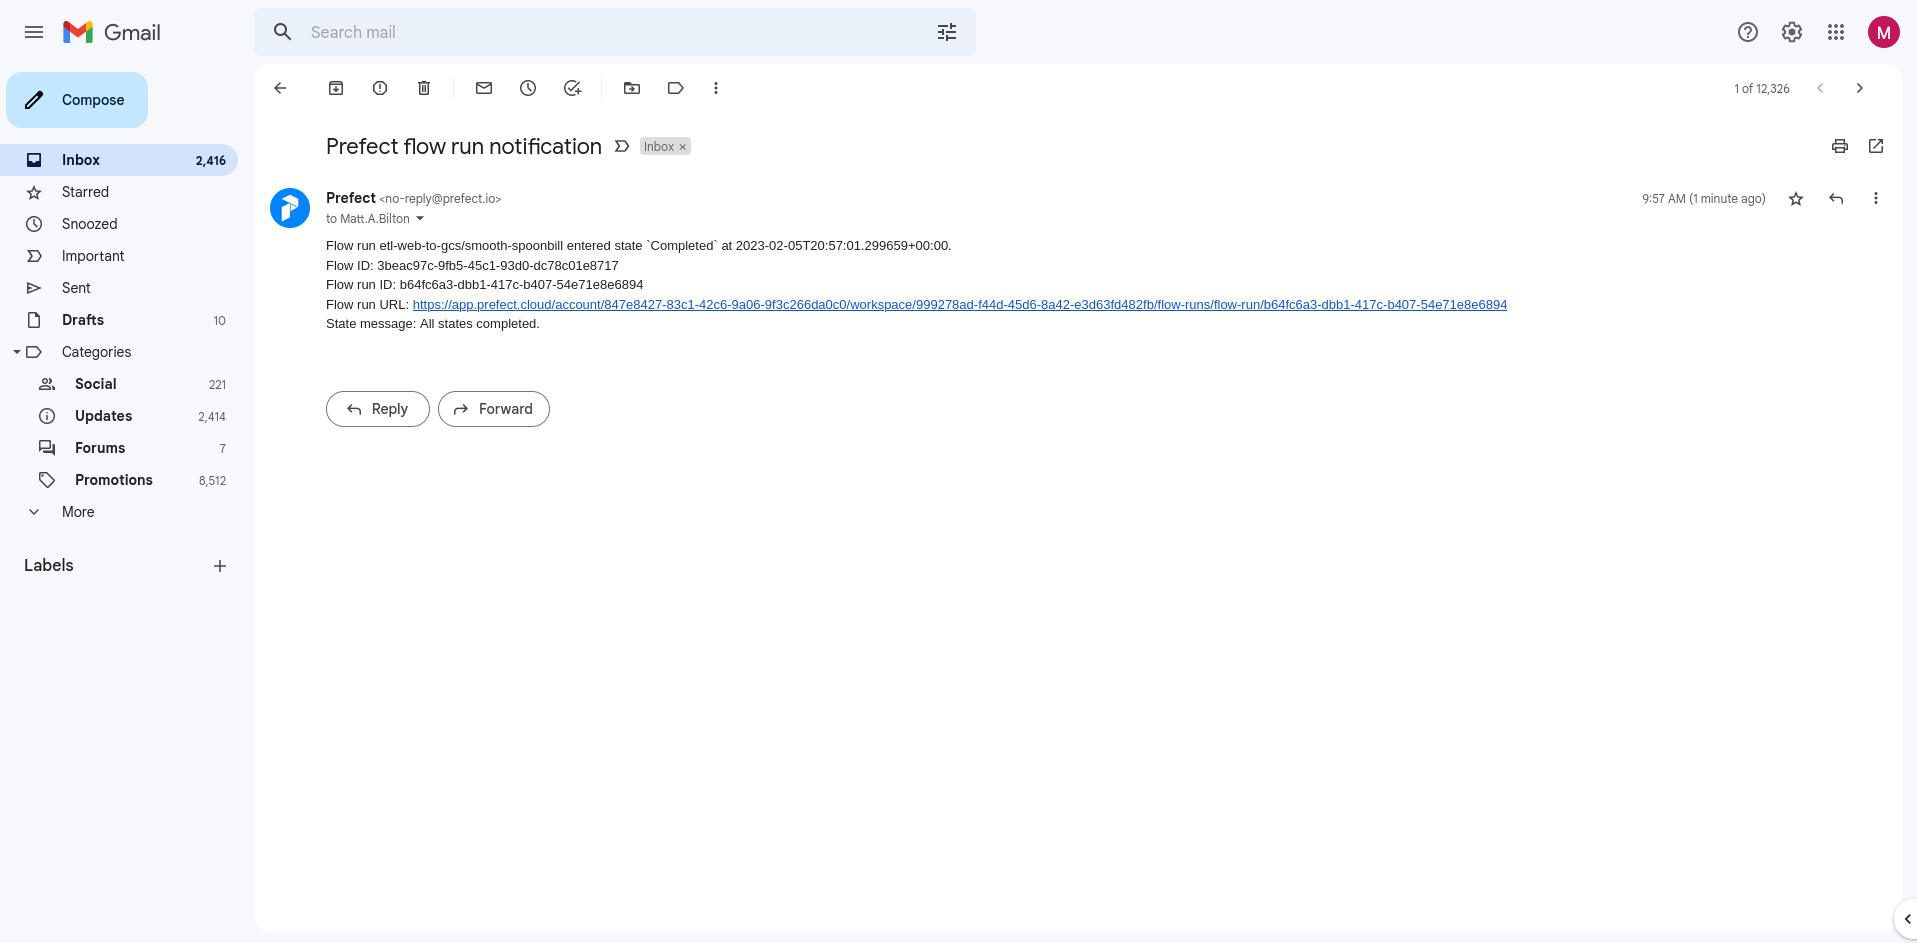 Gmail
Search mail
M
Compose
1 of 12,326
Inbox 2,416
Starred
Snoozed
Important
Sent
Drafts 10
Categories
Social 221
Updates 2,414
Forums 7
Promotions 8,512
More
Labels
Prefect flow run notification Inbox ×
Prefect <no-reply@prefect.io> 9:57 AM (1 minute ago)
to Matt.A.Bilton
Flow run etl-web-to-gcs/smooth-spoonbill entered state `Completed` at 2023-02-05T20:57:01.299659+00:00.
Flow ID: 3beac97c-9fb5-45c1-93d0-dc78c01e8717
Flow run ID: b64fc6a3-dbb1-417c-b407-54e71e8e6894
Flow run URL: https://app.prefect.cloud/account/847e8427-83c1-42c6-9a06-9f3c266da0c0/workspace/999278ad-f44d-45d6-8a42-e3d63fd482fb/flow-runs/flow-run/b64fc6a3-dbb1-417c-b407-54e71e8e6894
State message: All states completed.
Reply Forward